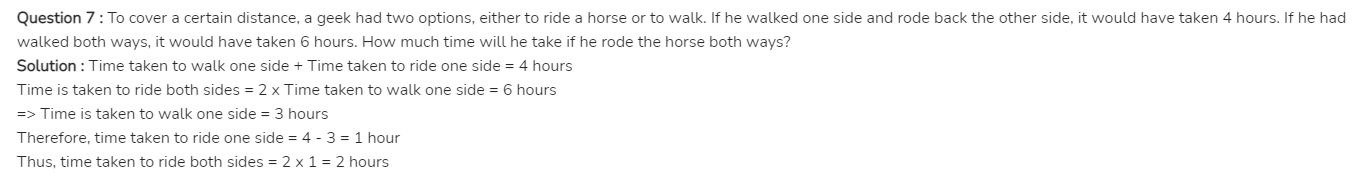 Question 7 : To cover a certain distance, a geek had two options, either to ride a horse or to walk. If he walked one side and rode back the other side, it would have taken 4 hours. If he had
walked both ways, it would have taken 6 hours. How much time will he take if he rode the horse both ways?
Solution : Time taken to walk one side + Time taken to ride one side = 4 hours
Time is taken to ride both sides = 2 x Time taken to walk one side = 6 hours
=> Time is taken to walk one side = 3 hours
Therefore, time taken to ride one side = 4 - 3 = 1 hour
Thus, time taken to ride both sides = 2 x 1 = 2 hours